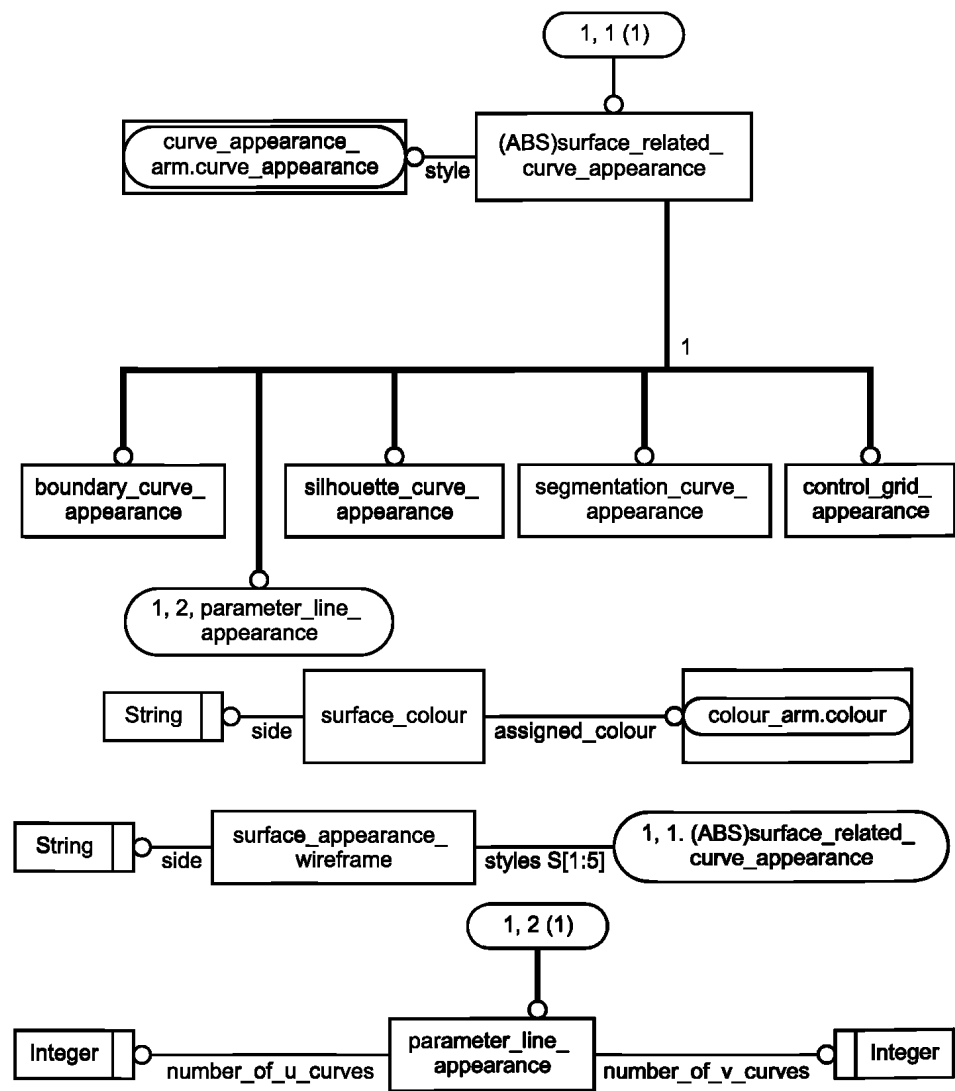 1, 1 (1)
curve_appearance_
arm.curve_appearance
style
(ABS)surface_related_
curve_appearance
1
boundary_curve_
appearance
silhouette_curve_
appearance
segmentation_curve_
appearance
control_grid_
appearance
1, 2, parameter_line_
appearance
String
side
surface_colour
assigned_colour
colour_arm.colour
String
side
surface_appearance_
wireframe
styles S[1:5]
1, 1. (ABS)surface_related_
curve_appearance
1, 2 (1)
Integer
number_of_u_curves
parameter_line_
appearance
number_of_v_curves
Integer